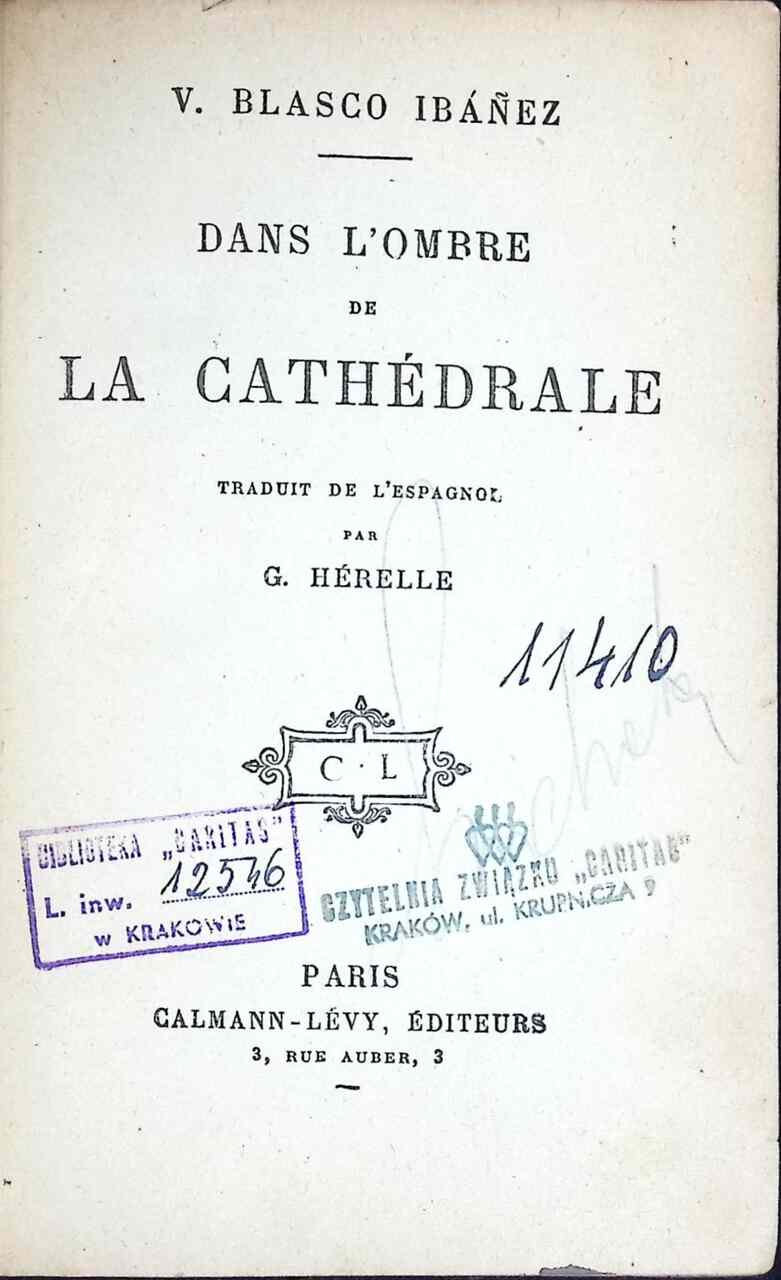 V. BLASCO IBÁÑEZ
DANS L'OMBRE
DE
LA CATHÉDRALE
TRADUIT DE L'ESPAGNOL
PAR
G. HÉRELLE
11410
C · L
BIBLIOTEKA „CARITAS"
L. inw. 12546
w KRAKOWIE
CZYTELNIA ZWIĄZKU „CARITAS"
KRAKÓW, ul. KRUPNICZA 9
PARIS
CALMANN-LÉVY, ÉDITEURS
3, RUE AUBER, 3